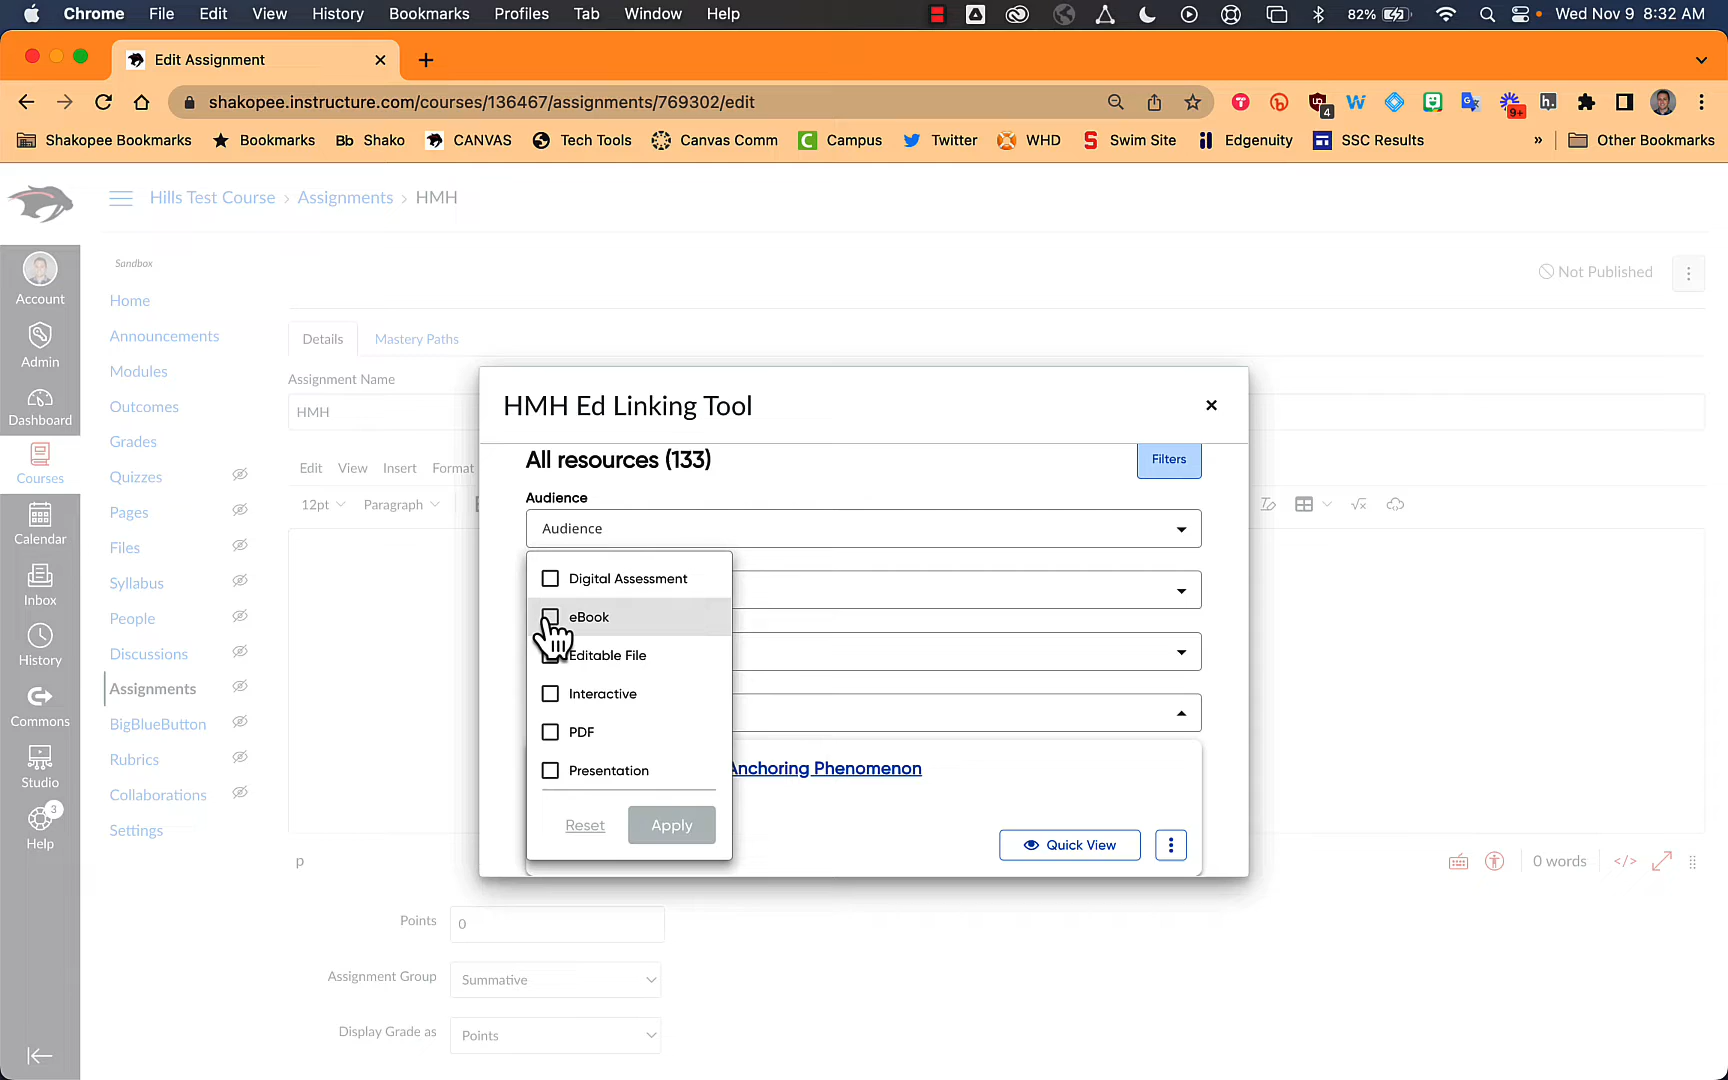 Chrome File Edit View History Bookmarks Profiles Tab Window Help 82% Wed Nov 9 8:32 AM
Edit Assignment
shakopee.instructure.com/courses/136467/assignments/769302/edit
Shakopee Bookmarks Bookmarks Bb Shako CANVAS Tech Tools Canvas Comm Campus Twitter WHD Swim Site Edgenuity SSC Results » Other Bookmarks
Hills Test Course › Assignments › HMH
Account
Admin
Dashboard
Courses
Calendar
Inbox
History
Commons
Studio
3
Help
Sandbox
Home
Announcements
Modules
Outcomes
Grades
Quizzes
Pages
Files
Syllabus
People
Discussions
Assignments
BigBlueButton
Rubrics
Collaborations
Settings
Not Published
Details Mastery Paths
Assignment Name
HMH
Edit View Insert Format
12pt Paragraph
HMH Ed Linking Tool
All resources (133)
Filters
Audience
Audience
Digital Assessment
eBook
Editable File
Interactive
PDF
Presentation
Reset Apply
Anchoring Phenomenon
Quick View
p
0 words </>
Points 0
Assignment Group Summative
Display Grade as Points